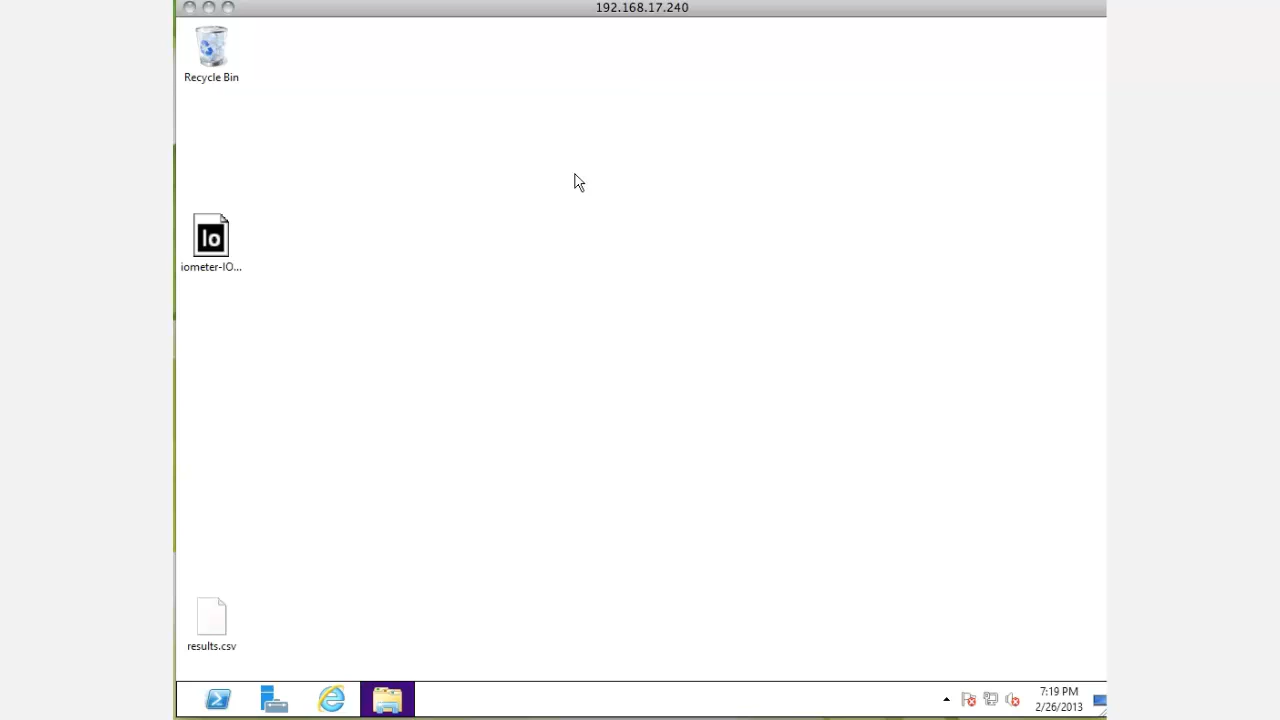 192.168.17.240
Recycle Bin
Io
iometer-IO...
results.csv
7:19 PM
2/26/2013